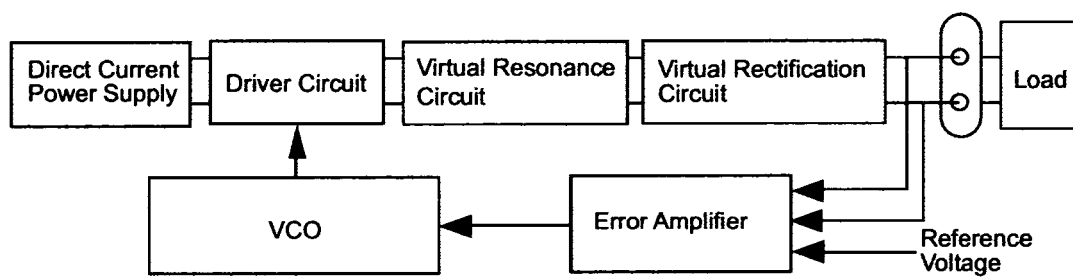 Direct Current
Power Supply
Driver Circuit
Virtual Resonance
Circuit
Virtual Rectification
Circuit
Load
VCO
Error Amplifier
Reference
Voltage